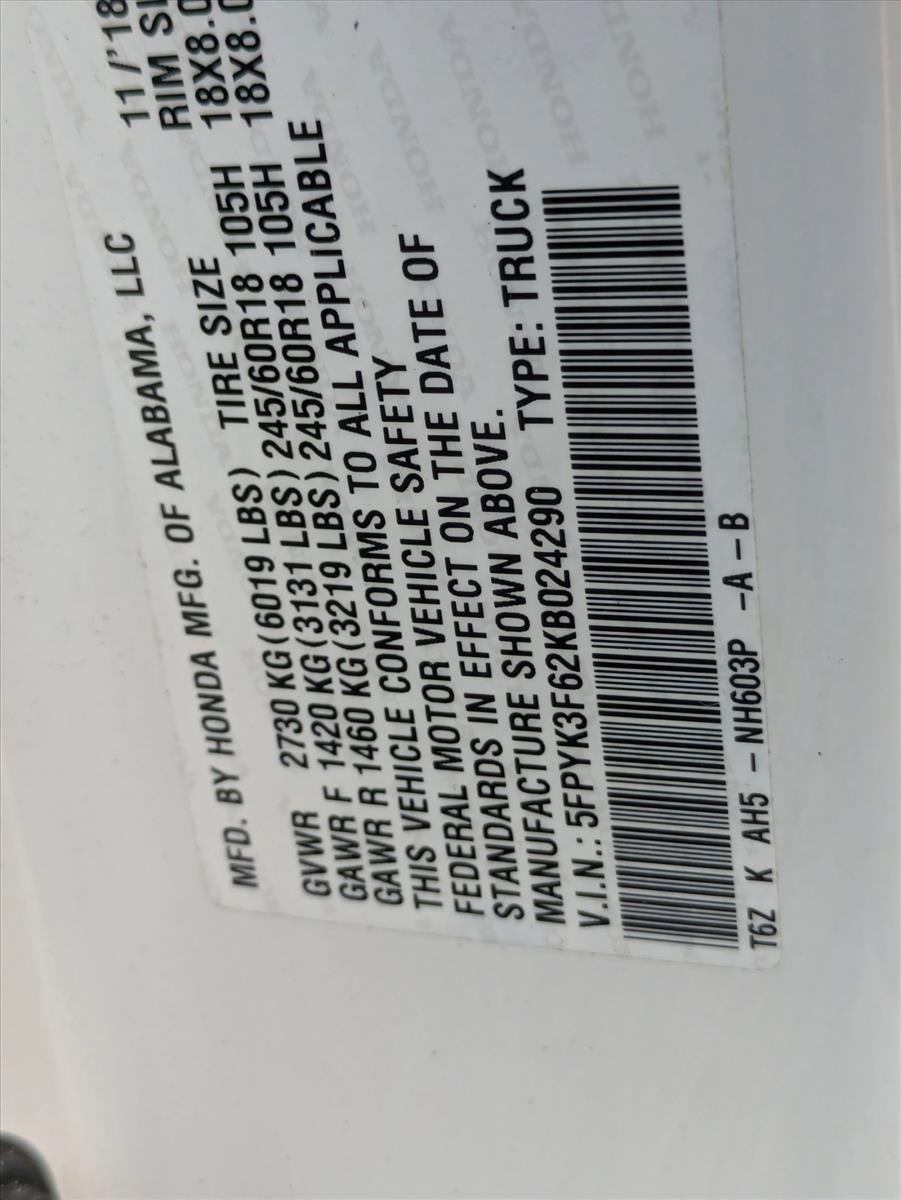 MFD. BY HONDA MFG. OF ALABAMA, LLC 11/'18
TIRE SIZE RIM SI
GVWR 2730 KG(6019 LBS)
GAWR F 1420 KG(3131 LBS) 245/60R18 105H 18X8.0
GAWR R 1460 KG(3219 LBS) 245/60R18 105H 18X8.0
THIS VEHICLE CONFORMS TO ALL APPLICABLE
FEDERAL MOTOR VEHICLE SAFETY
STANDARDS IN EFFECT ON THE DATE OF
MANUFACTURE SHOWN ABOVE.
V.I.N.: 5FPYK3F62KB024290 TYPE: TRUCK
T6Z K AH5 - NH603P -A-B